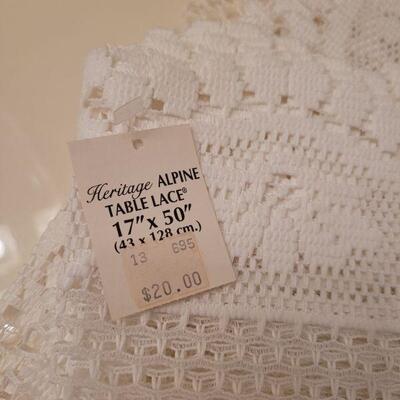 Heritage ALPINE
TABLE LACE®
17" x 50"
(43 x 128 cm.)
13 695
$20.00